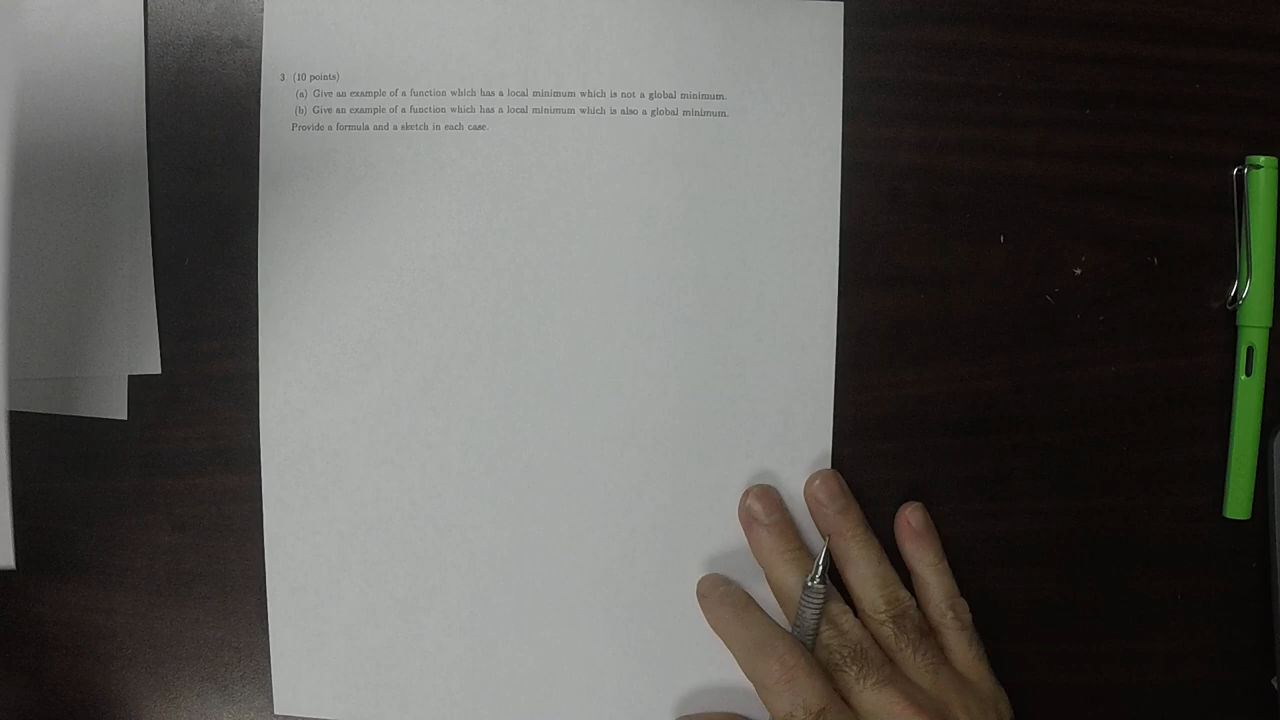 3. (10 points)
(a) Give an example of a function which has a local minimum which is not a global minimum.
(b) Give an example of a function which has a local minimum which is also a global minimum.
Provide a formula and a sketch in each case.